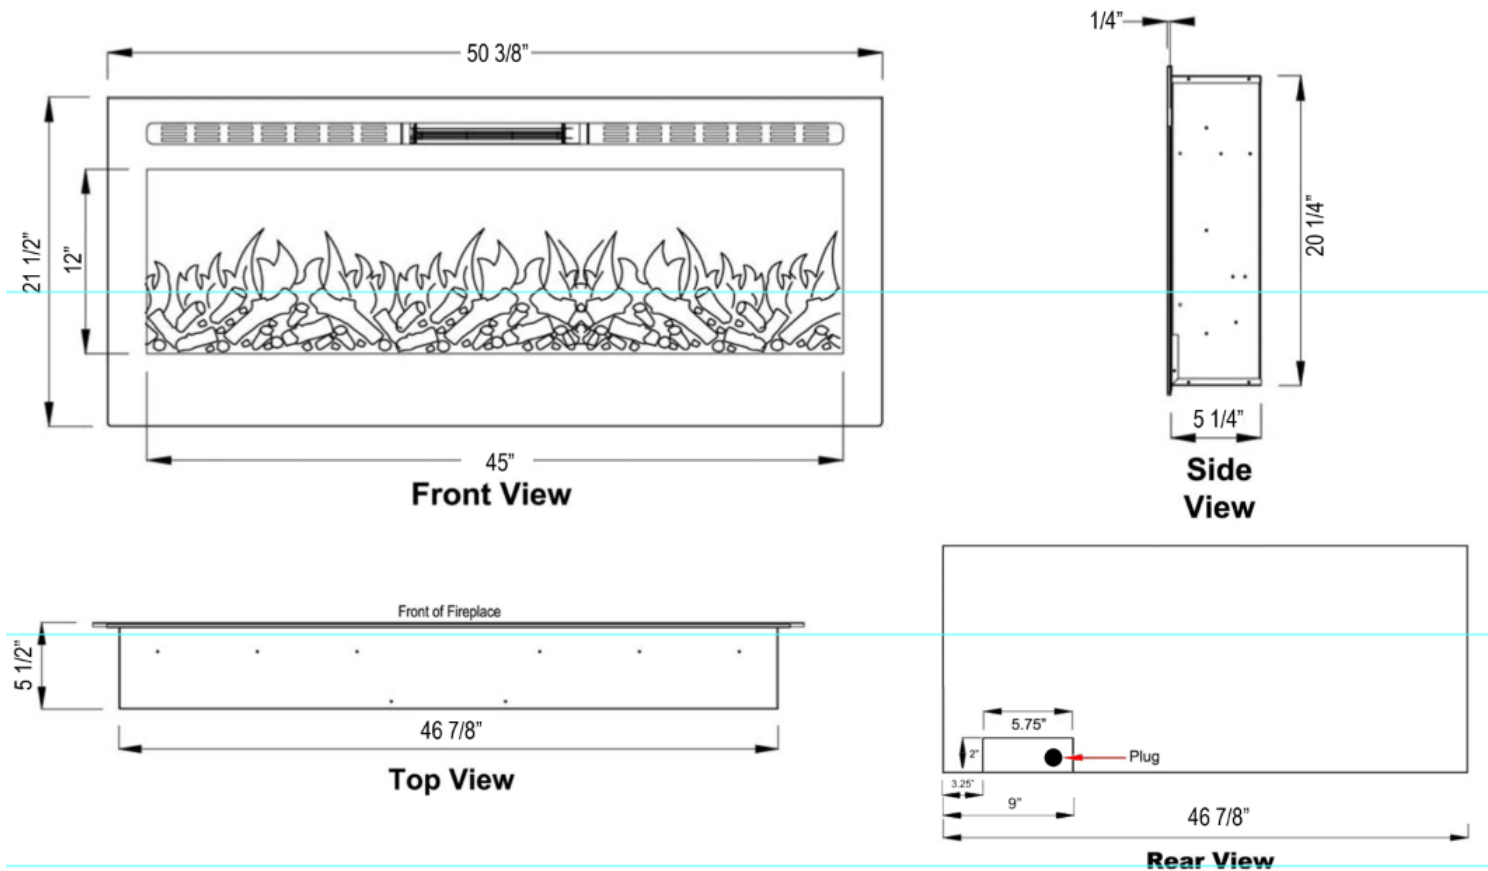 1/4”
50 3/8”
21 1/2”
12”
20 1/4”
5 1/4”
45”
Front View
Side
View
Front of Fireplace
5 1/2”
46 7/8”
Top View
5.75”
2”
Plug
3.25”
9”
46 7/8”
Rear View